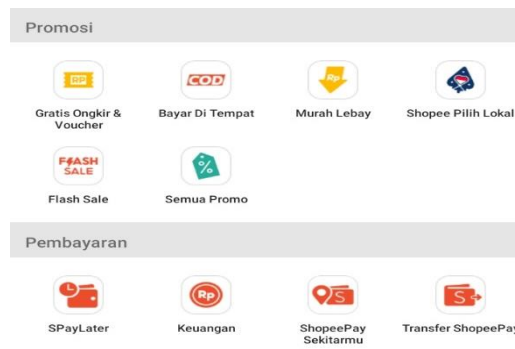 Promosi
RP
COD
Rp
Gratis Ongkir &
Voucher
Bayar Di Tempat
Murah Lebay
Shopee Pilih Lokal
FLASH
SALE
%
Flash Sale
Semua Promo
Pembayaran
Rp
S
S
SPayLater
Keuangan
ShopeePay
Sekitarmu
Transfer ShopeePay